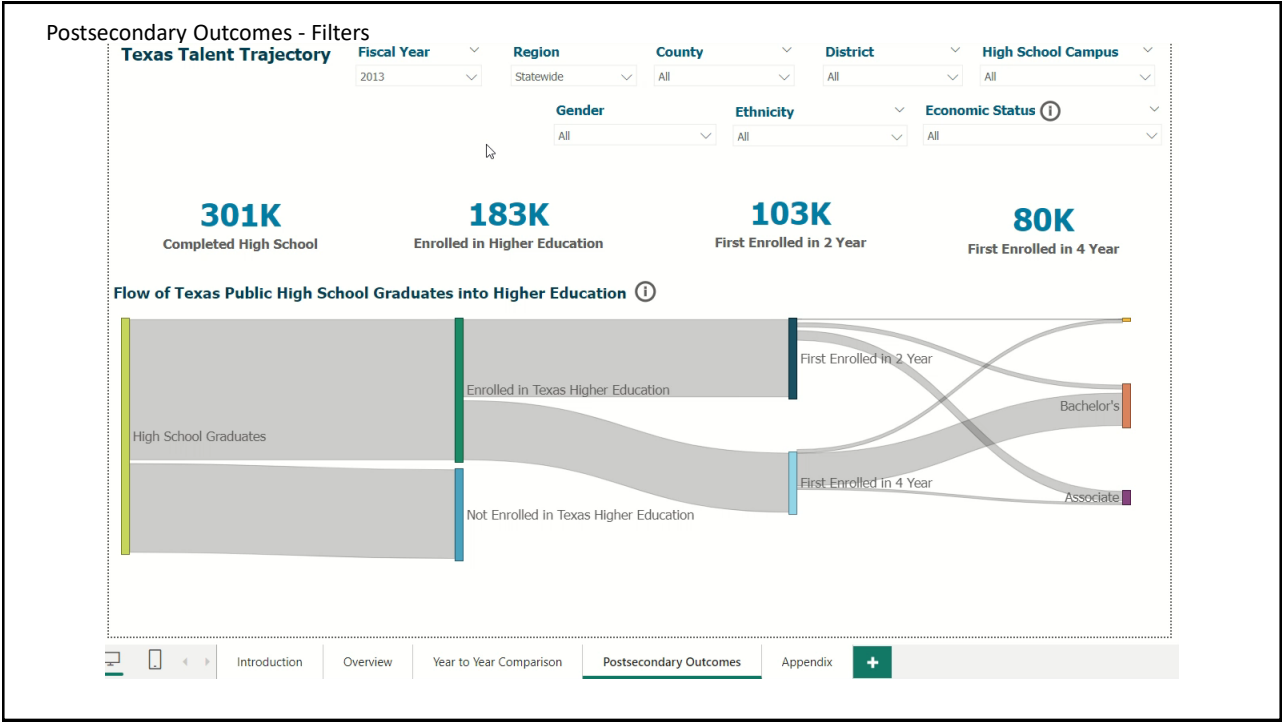 Postsecondary Outcomes - Filters
Texas Talent Trajectory
Fiscal Year
2013
Region
Statewide
County
All
District
All
High School Campus
All
Gender
All
Ethnicity
All
Economic Status i
All
301K
Completed High School
183K
Enrolled in Higher Education
103K
First Enrolled in 2 Year
80K
First Enrolled in 4 Year
Flow of Texas Public High School Graduates into Higher Education i
High School Graduates
Enrolled in Texas Higher Education
Not Enrolled in Texas Higher Education
First Enrolled in 2 Year
First Enrolled in 4 Year
Bachelor's
Associate
Introduction
Overview
Year to Year Comparison
Postsecondary Outcomes
Appendix
+